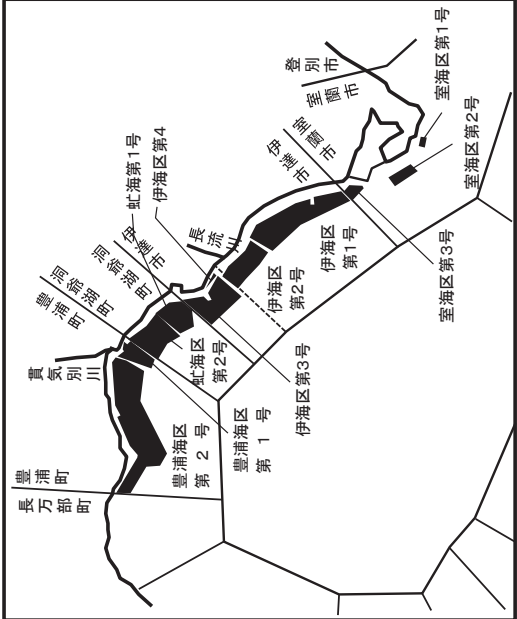 室海区第1号
登別市
室蘭市
室海区第2号
室蘭市
伊達市
伊海区第4
虻海第1号
長流川
伊達市
洞爺湖町
洞爺湖町
豊浦町
伊海区
第1号
室海区第3号
伊海区
第2号
虻海区
第2号
貫気別川
伊海区第3号
豊浦海区
第1号
豊浦海区
第2号
豊浦町
長万部町